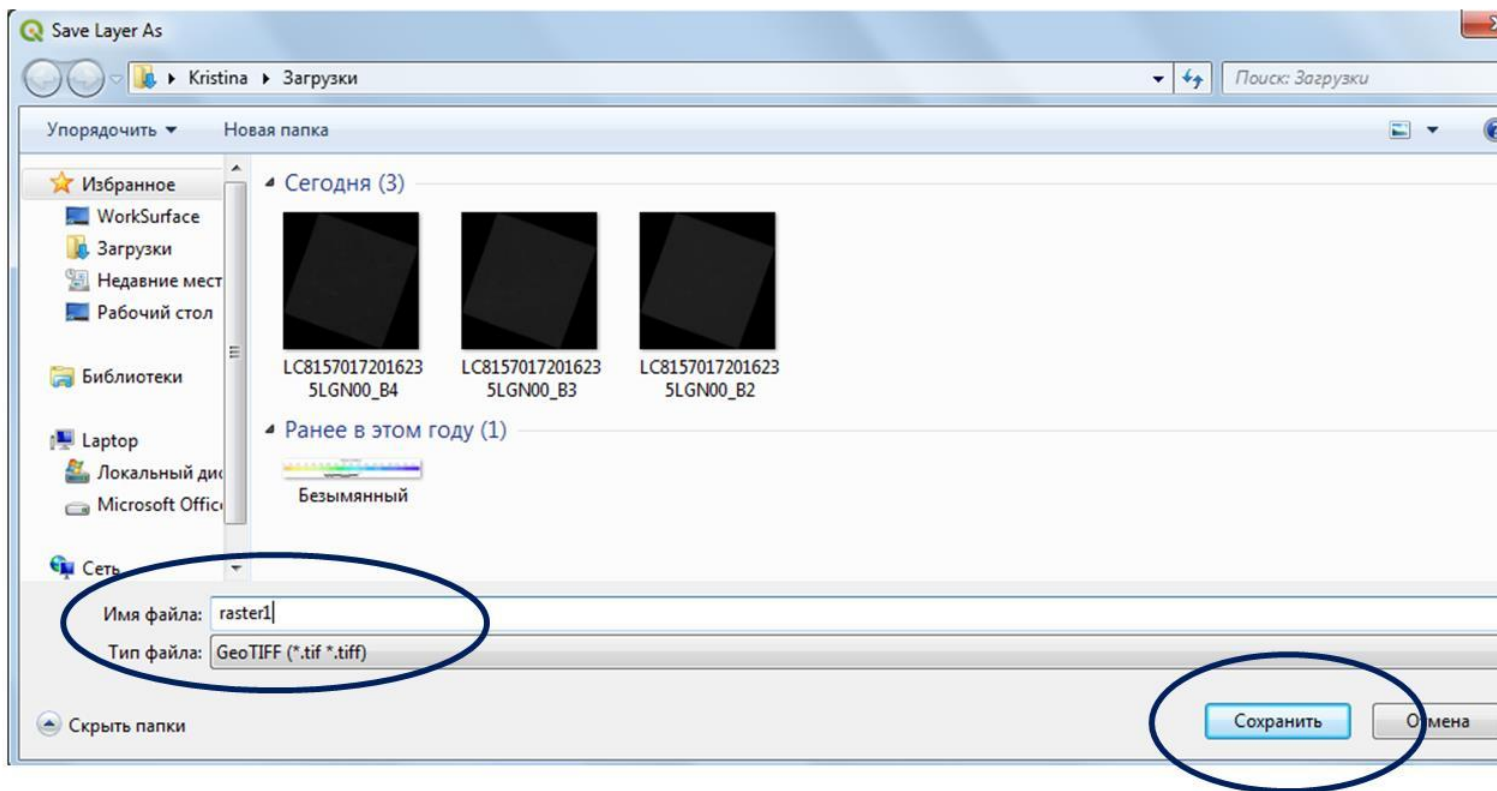 Save Layer As
Kristina ▸ Загрузки
Поиск: Загрузки
Упорядочить
Новая папка
Избранное
WorkSurface
Загрузки
Недавние мест
Рабочий стол
Библиотеки
Laptop
Локальный дис
Microsoft Offic
Сеть
Сегодня (3)
LC8157017201623
5LGN00_B4
LC8157017201623
5LGN00_B3
LC8157017201623
5LGN00_B2
Ранее в этом году (1)
Безымянный
Имя файла: raster1
Тип файла: GeoTIFF (*.tif *.tiff)
Скрыть папки
Сохранить
Отмена